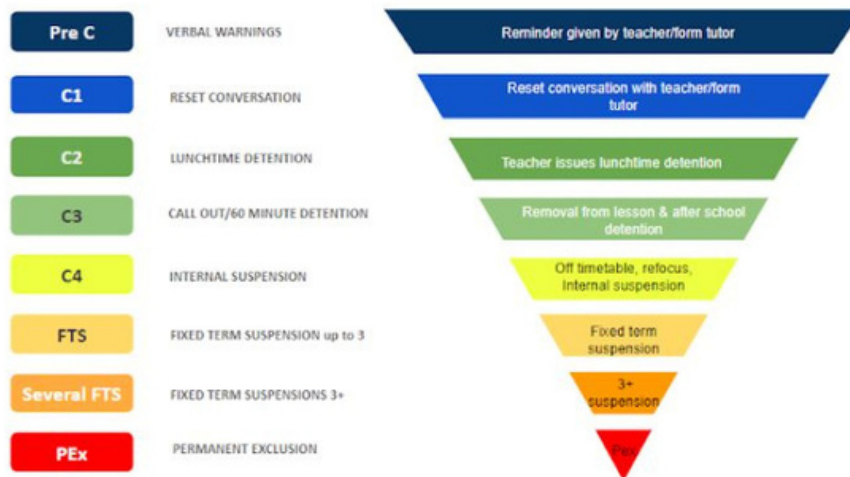 Pre C VERBAL WARNINGS Reminder given by teacher/form tutor
C1 RESET CONVERSATION Reset conversation with teacher/form
tutor
C2 LUNCHTIME DETENTION Teacher issues lunchtime detention
C3 CALL OUT/60 MINUTE DETENTION Removal from lesson & after school
detention
C4 INTERNAL SUSPENSION Off timetable, refocus,
Internal suspension
FTS FIXED TERM SUSPENSION up to 3 Fixed term
suspension
Several FTS FIXED TERM SUSPENSIONS 3+ 3+
suspension
PEx PERMANENT EXCLUSION Pex